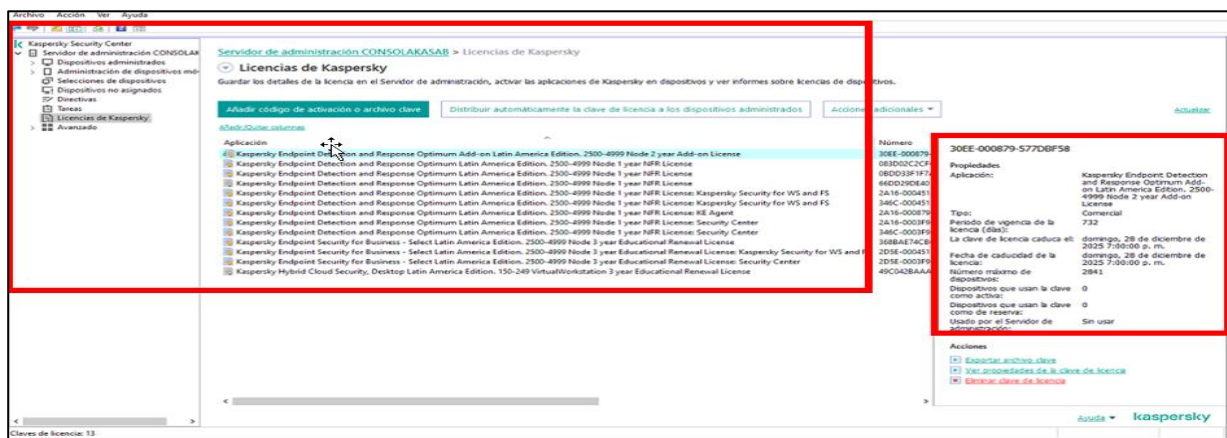 Archivo Acción Ver Ayuda
Kaspersky Security Center
Servidor de administración CONSOLAK
Dispositivos administrados
Administración de dispositivos mó
Selecciones de dispositivos
Dispositivos no asignados
Directivas
Tareas
Licencias de Kaspersky
Avanzado
Servidor de administración CONSOLAKASAB > Licencias de Kaspersky
Licencias de Kaspersky
Guardar los detalles de la licencia en el Servidor de administración, activar las aplicaciones de Kaspersky en dispositivos y ver informes sobre licencias de dispositivos.
Añadir código de activación o archivo clave
Distribuir automáticamente la clave de licencia a los dispositivos administrados
Acciones adicionales
Actualizar
Añadir/Quitar columnas
Aplicación Número
Kaspersky Endpoint Detection and Response Optimum Add-on Latin America Edition. 2500-4999 Node 2 year Add-on License 30EE-000879-
Kaspersky Endpoint Detection and Response Optimum Latin America Edition. 2500-4999 Node 1 year NFR License
Kaspersky Endpoint Detection and Response Optimum Latin America Edition. 2500-4999 Node 1 year NFR License
Kaspersky Endpoint Detection and Response Optimum Latin America Edition. 2500-4999 Node 1 year NFR License
Kaspersky Endpoint Detection and Response Optimum Latin America Edition. 2500-4999 Node 1 year NFR License: Kaspersky Security for WS and FS 2A16-000451
Kaspersky Endpoint Detection and Response Optimum Latin America Edition. 2500-4999 Node 1 year NFR License: Kaspersky Security for WS and FS 346C-000451
Kaspersky Endpoint Detection and Response Optimum Latin America Edition. 2500-4999 Node 1 year NFR License: KE Agent 2A16-000879
Kaspersky Endpoint Detection and Response Optimum Latin America Edition. 2500-4999 Node 1 year NFR License: Security Center 2A16-0003F9
Kaspersky Endpoint Detection and Response Optimum Latin America Edition. 2500-4999 Node 1 year NFR License: Security Center 346C-0003F9
Kaspersky Endpoint Security for Business - Select Latin America Edition. 2500-4999 Node 3 year Educational Renewal License
Kaspersky Endpoint Security for Business - Select Latin America Edition. 2500-4999 Node 3 year Educational Renewal License: Kaspersky Security for WS and F 2D5E-000451
Kaspersky Endpoint Security for Business - Select Latin America Edition. 2500-4999 Node 3 year Educational Renewal License: Security Center 2D5E-0003F9
Kaspersky Hybrid Cloud Security, Desktop Latin America Edition. 150-249 VirtualWorkstation 3 year Educational Renewal License 49C042BAAA
30EE-000879-577DBF58
Propiedades
Aplicación: Kaspersky Endpoint Detection
and Response Optimum Add-
on Latin America Edition. 2500-
4999 Node 2 year Add-on
License
Tipo: Comercial
Periodo de vigencia de la 732
licencia (días):
La clave de licencia caduca el: domingo, 28 de diciembre de
2025 7:00:00 p. m.
Fecha de caducidad de la domingo, 28 de diciembre de
licencia: 2025 7:00:00 p. m.
Número máximo de 2841
dispositivos:
Dispositivos que usan la clave 0
como activa:
Dispositivos que usan la clave 0
como de reserva:
Usado por el Servidor de Sin usar
administración:
Acciones
Exportar archivo clave
Ver propiedades de la clave de licencia
Eliminar clave de licencia
Ayuda kaspersky
Claves de licencia: 13